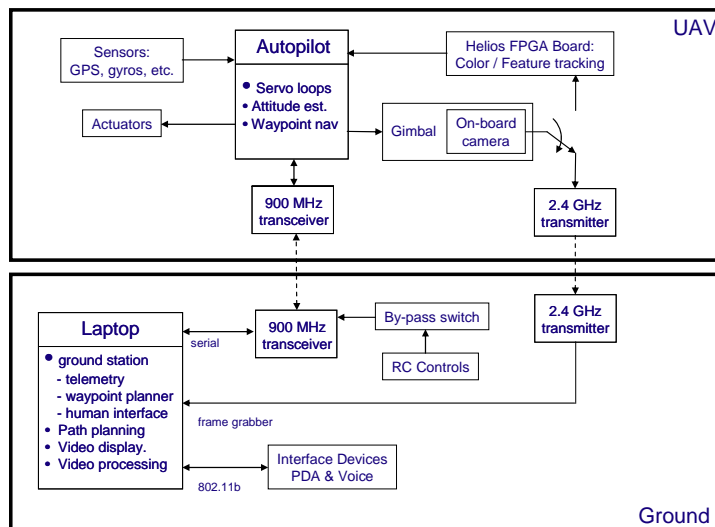 UAV
Sensors:
GPS, gyros, etc.
Autopilot
• Servo loops
• Attitude est.
• Waypoint nav
Helios FPGA Board:
Color / Feature tracking
Actuators
Gimbal
On-board
camera
900 MHz
transceiver
2.4 GHz
transmitter
Laptop
• ground station
- telemetry
- waypoint planner
- human interface
• Path planning
• Video display.
• Video processing
serial
900 MHz
transceiver
By-pass switch
RC Controls
2.4 GHz
transmitter
frame grabber
802.11b
Interface Devices
PDA & Voice
Ground